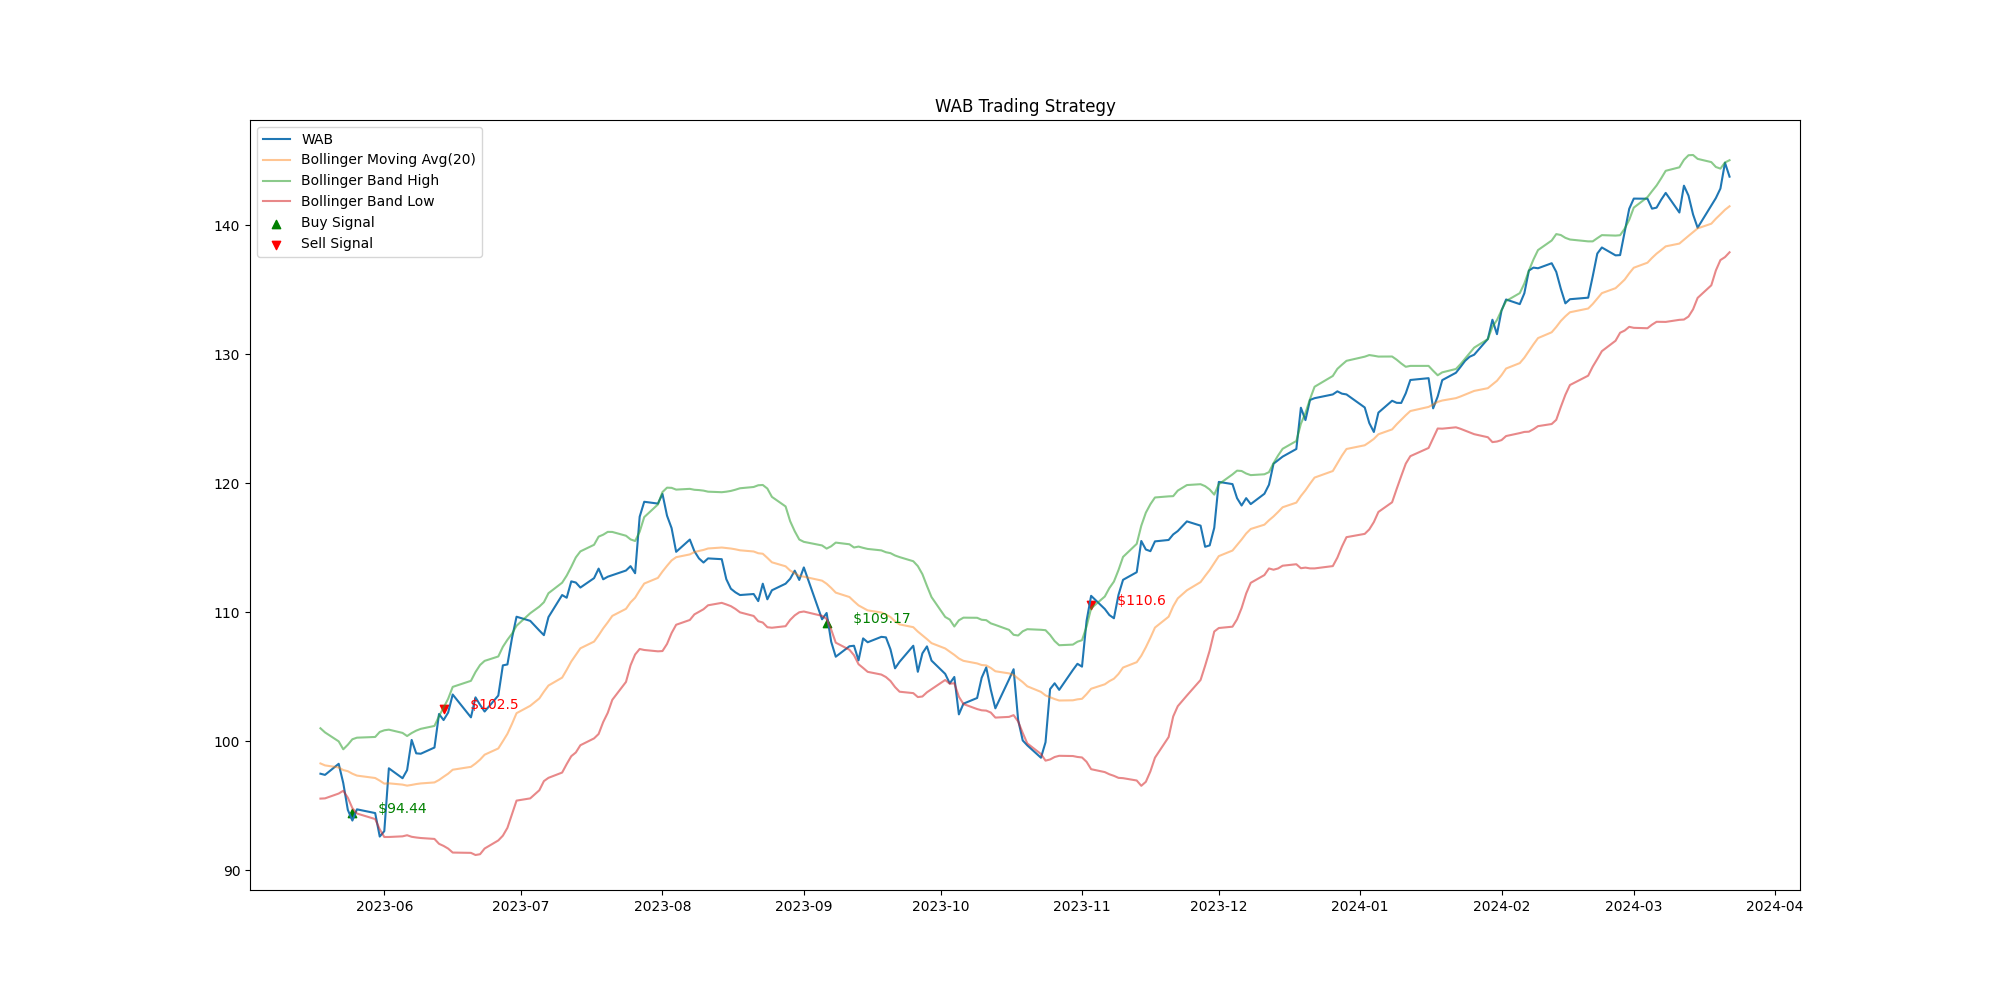 WAB Trading Strategy
WAB
Bollinger Moving Avg(20)
Bollinger Band High
Bollinger Band Low
Buy Signal
Sell Signal
140
130
120
110
100
90
$110.6
$109.17
$102.5
$94.44
2023-06 2023-07 2023-08 2023-09 2023-10 2023-11 2023-12 2024-01 2024-02 2024-03 2024-04